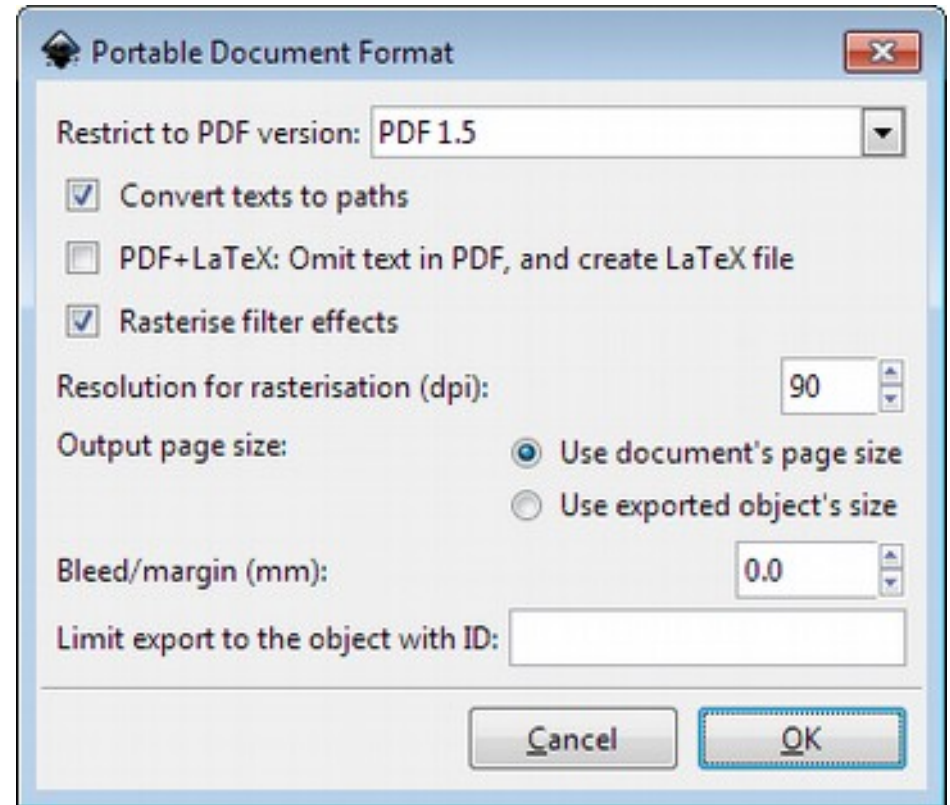 Portable Document Format
Restrict to PDF version: PDF 1.5
Convert texts to paths
PDF+LaTeX: Omit text in PDF, and create LaTeX file
Rasterise filter effects
Resolution for rasterisation (dpi): 90
Output page size: Use document's page size
Use exported object's size
Bleed/margin (mm): 0.0
Limit export to the object with ID:
Cancel OK